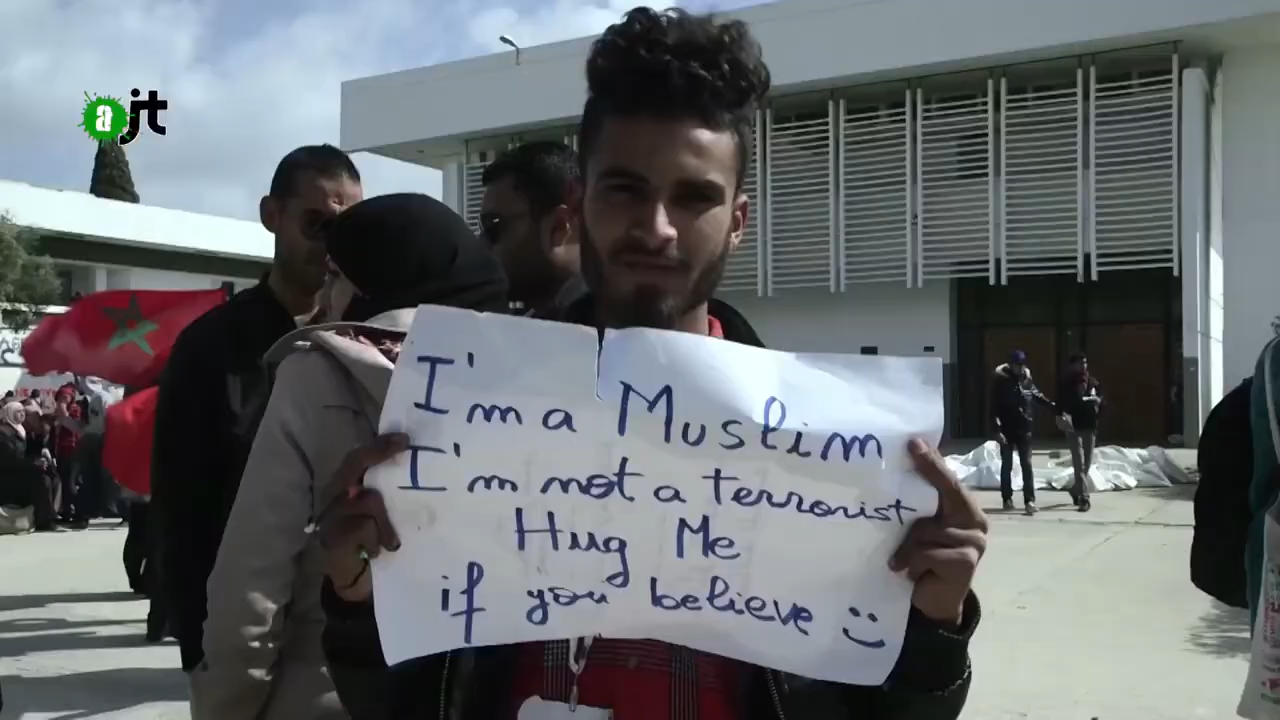 ajt
I'm a Muslim
I'm not a terrorist
Hug Me
if you believe :)